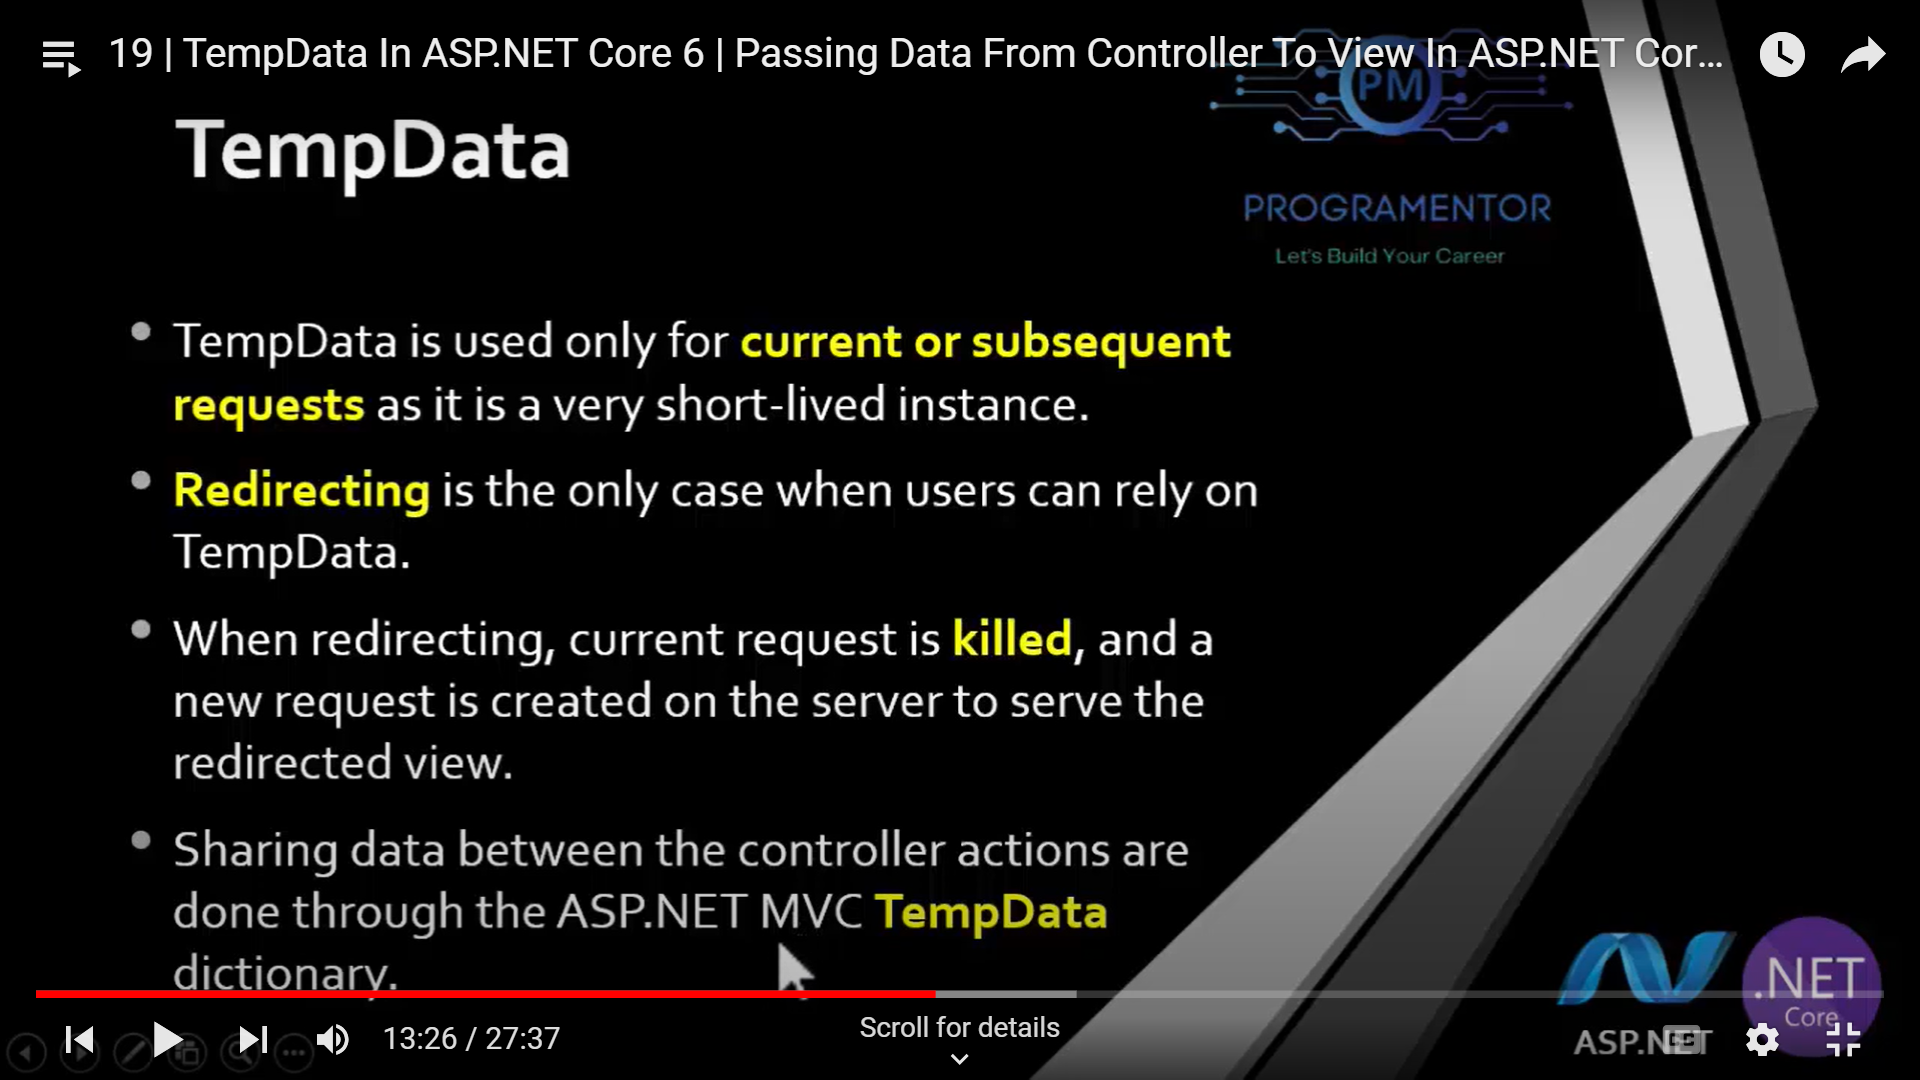 19 | TempData In ASP.NET Core 6 | Passing Data From Controller To View In ASP.NET Cor...
PM
TempData
PROGRAMENTOR
Let's Build Your Career
• TempData is used only for current or subsequent
requests as it is a very short-lived instance.
• Redirecting is the only case when users can rely on
TempData.
• When redirecting, current request is killed, and a
new request is created on the server to serve the
redirected view.
• Sharing data between the controller actions are
done through the ASP.NET MVC TempData
dictionary.
.NET
Core
ASP.NET
13:26 / 27:37
Scroll for details